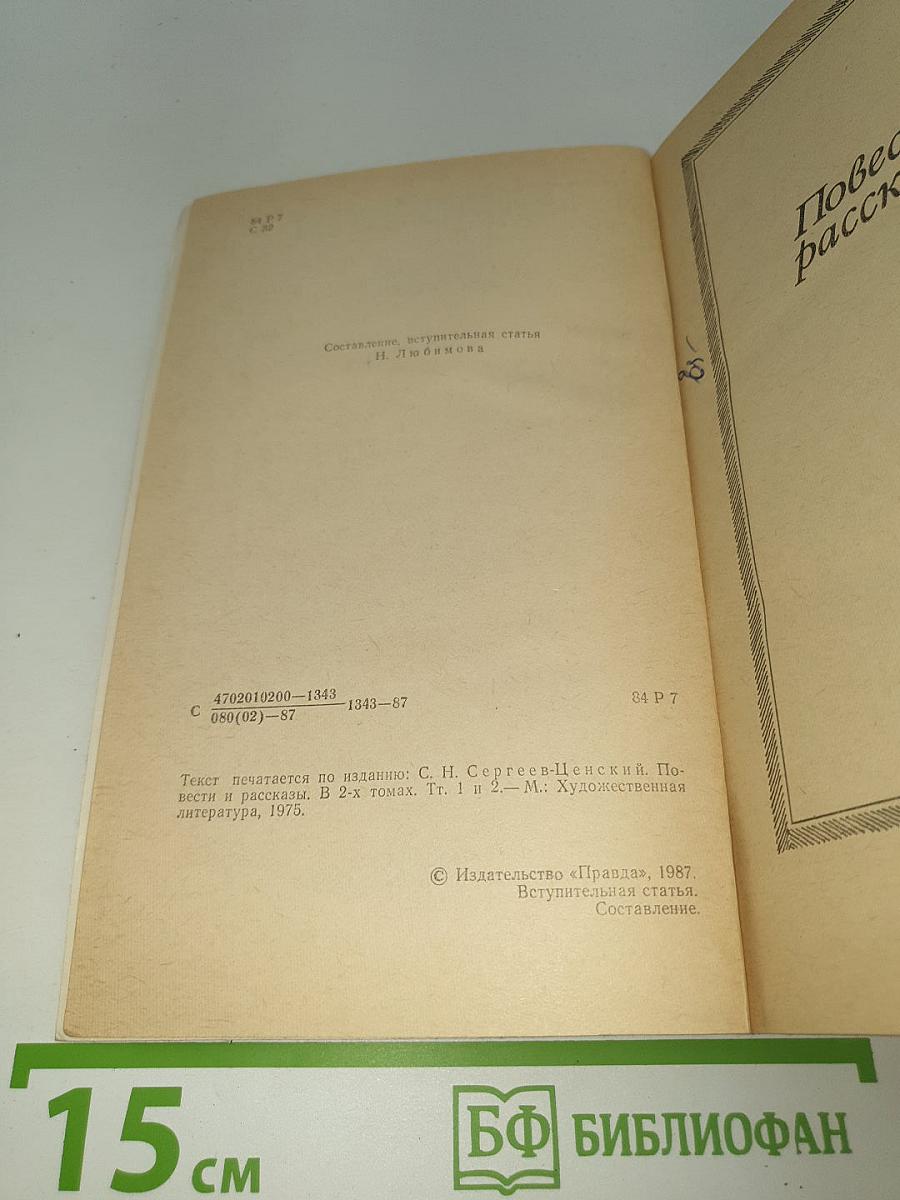 84 Р 7
С 32
Составление, вступительная статья
Н. Любимова
С 4702010200—1343
080(02)—87
1343—87
84 Р 7
Текст печатается по изданию: С. Н. Сергеев-Ценский. По-
вести и рассказы. В 2-х томах. Тт. 1 и 2.— М.: Художественная
литература, 1975.
© Издательство «Правда», 1987.
Вступительная статья.
Составление.
Повес
расск
15 см
БФ БИБЛИОФАН